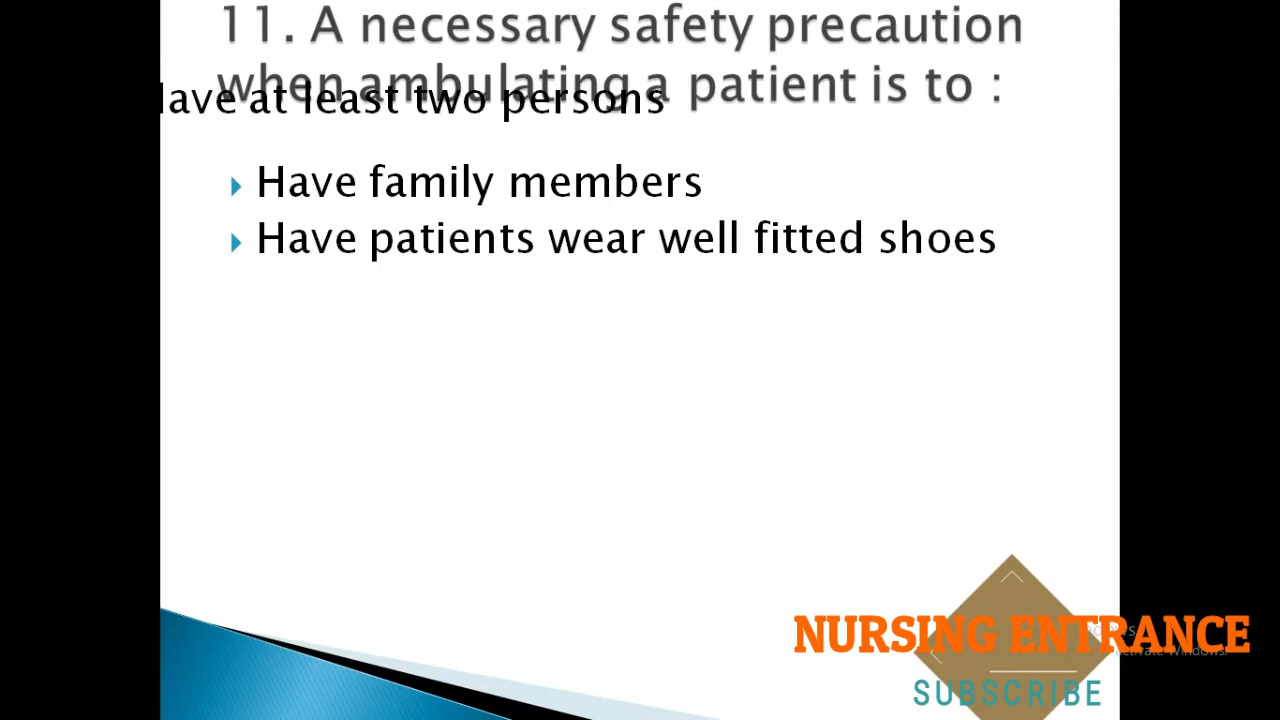 11. A necessary safety precaution
when ambulating a patient is to :
Have at least two persons
Have family members
Have patients wear well fitted shoes
NURSING ENTRANCE
SUBSCRIBE